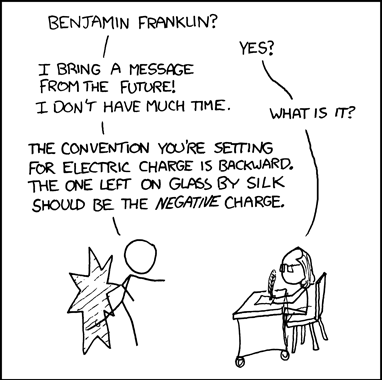 BENJAMIN FRANKLIN?
YES?
I BRING A MESSAGE
FROM THE FUTURE!
I DON'T HAVE MUCH TIME.
WHAT IS IT?
THE CONVENTION YOU'RE SETTING
FOR ELECTRIC CHARGE IS BACKWARD.
THE ONE LEFT ON GLASS BY SILK
SHOULD BE THE NEGATIVE CHARGE.